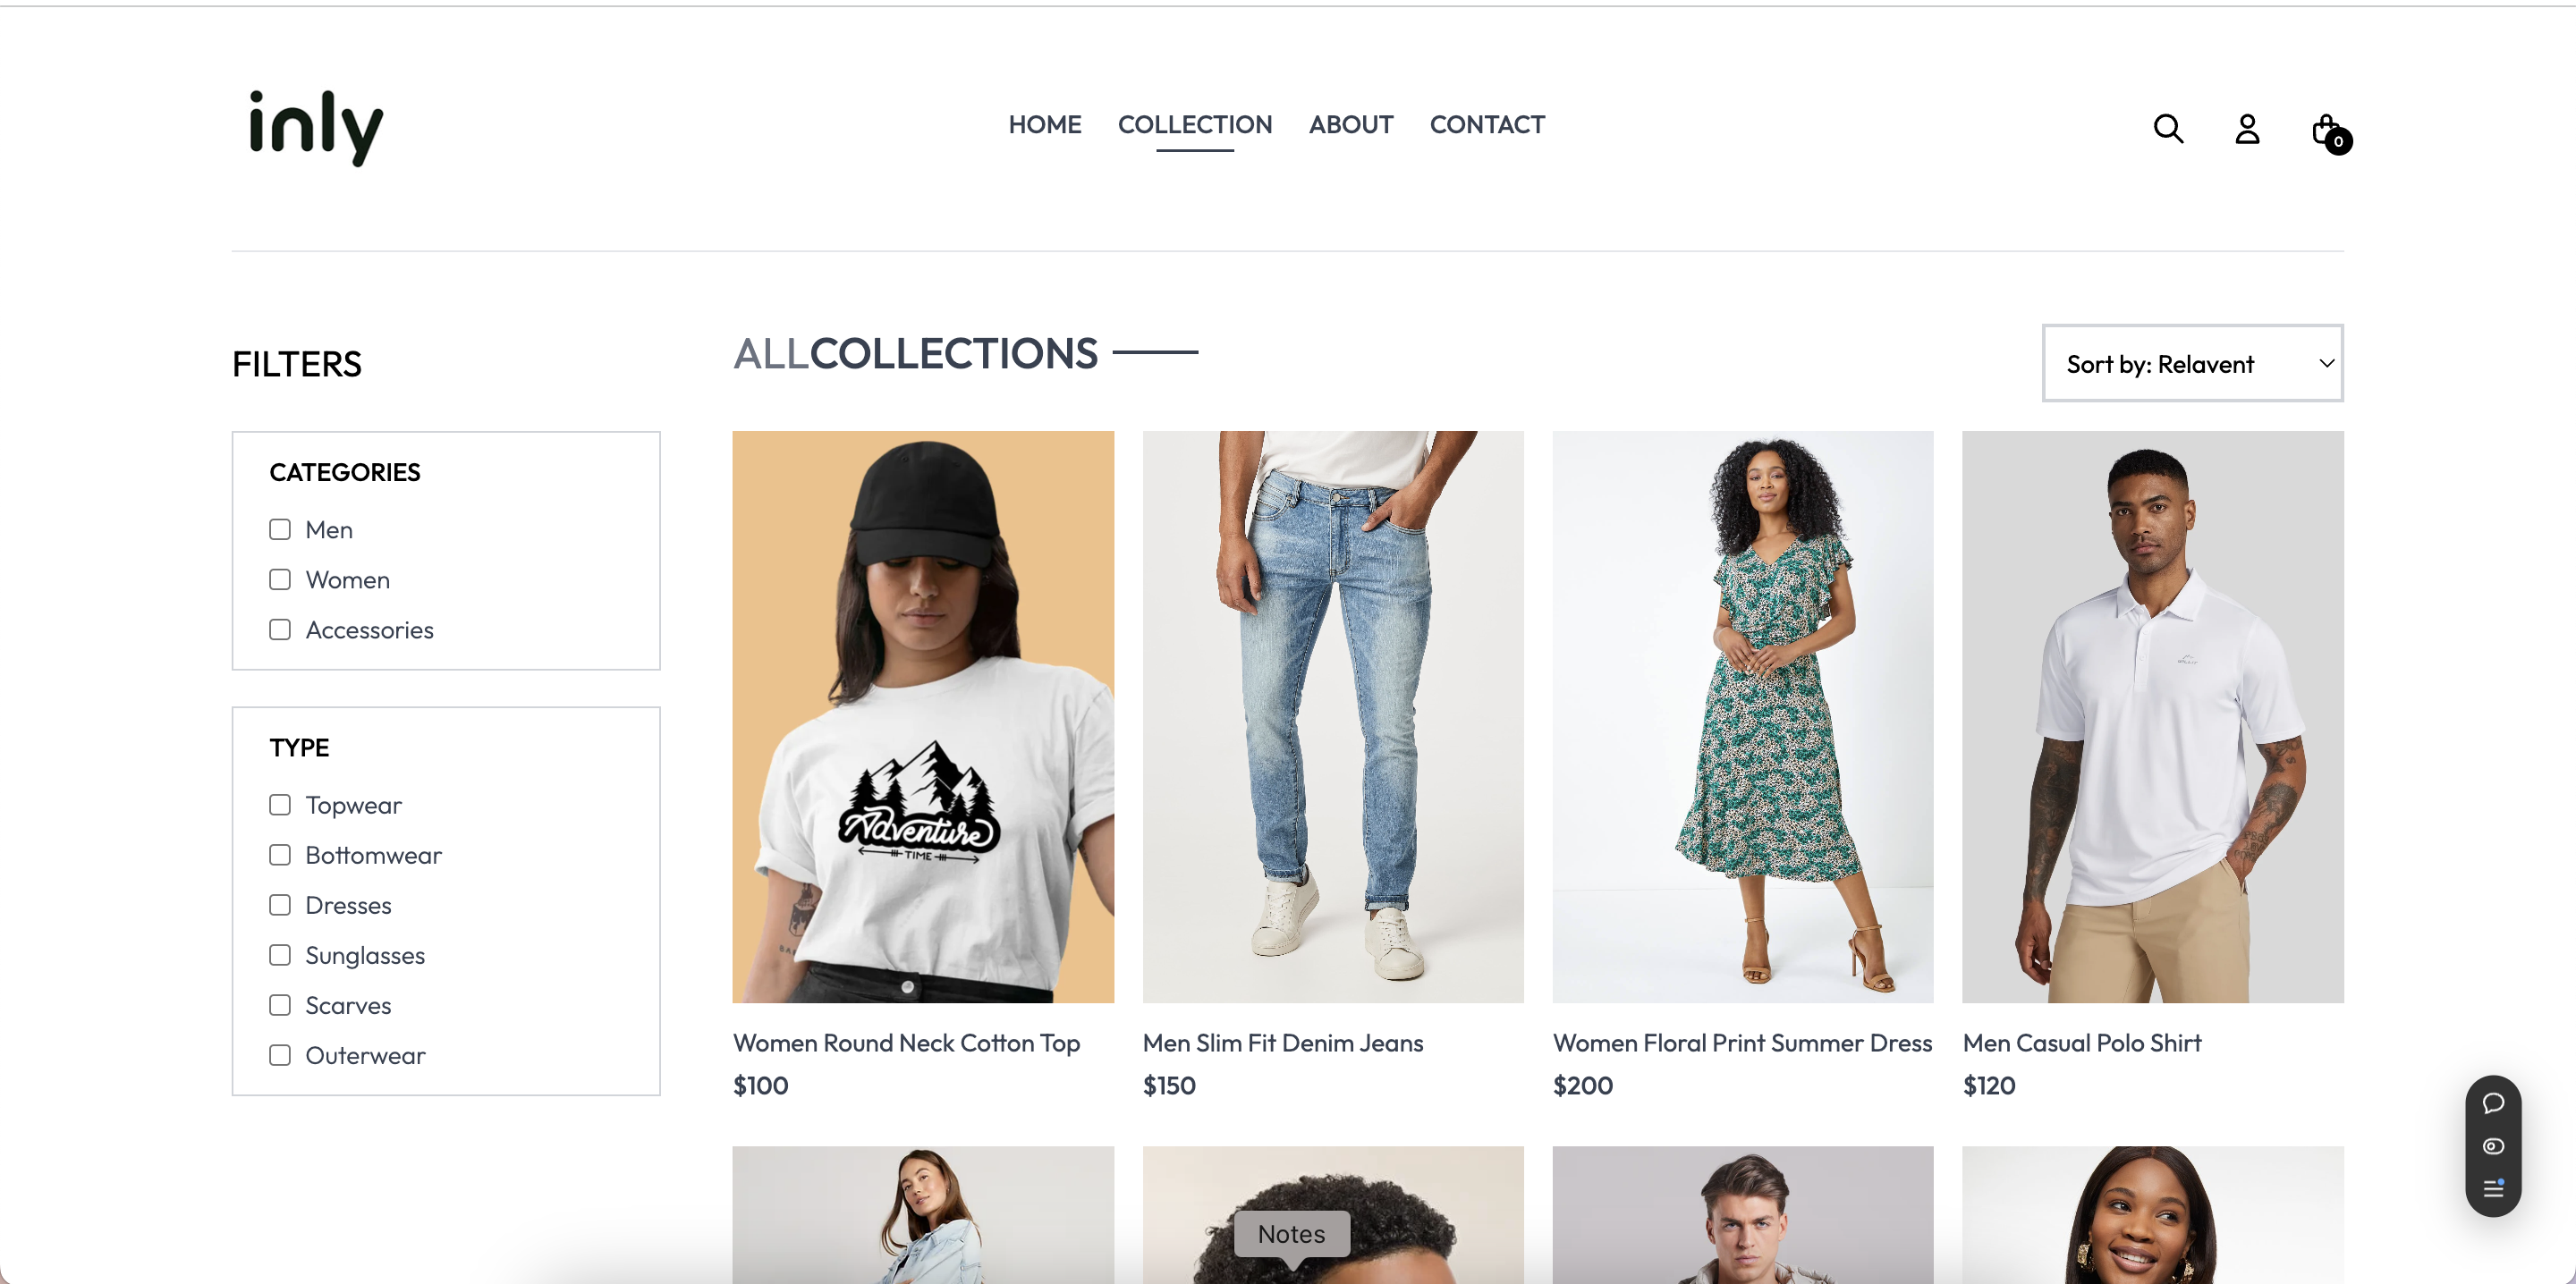 inly
HOME COLLECTION ABOUT CONTACT
0
FILTERS
ALL COLLECTIONS
Sort by: Relavent
CATEGORIES
Men
Women
Accessories
TYPE
Topwear
Bottomwear
Dresses
Sunglasses
Scarves
Outerwear
Adventure
TIME
Women Round Neck Cotton Top
$100
Men Slim Fit Denim Jeans
$150
Women Floral Print Summer Dress
$200
Men Casual Polo Shirt
$120
Notes